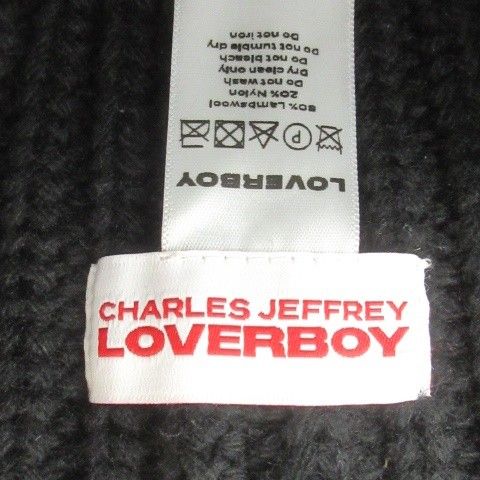 CHARLES JEFFREY
LOVERBOY
LOVERBOY
80% Lambswool
20% Nylon
Do not wash
Dry clean only
Do not bleach
Do not tumble dry
Do not iron